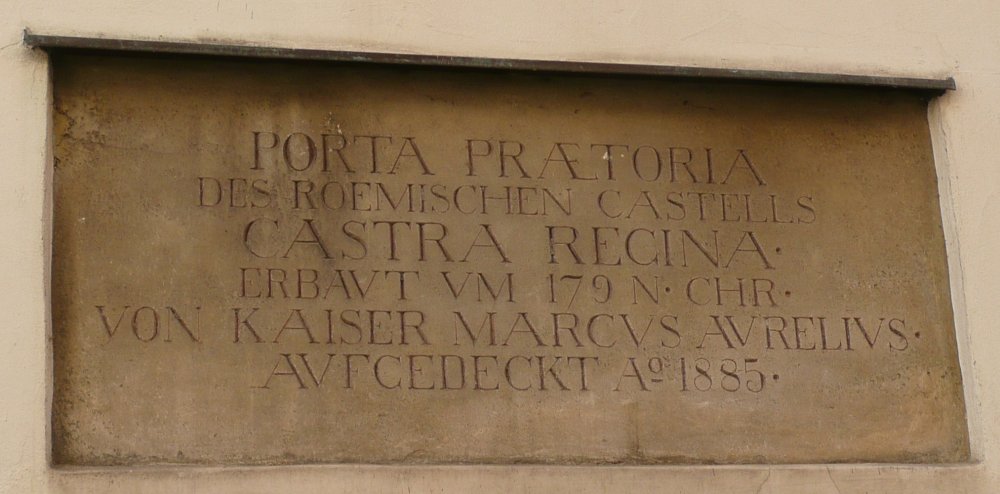 PORTA PRÆTORIA
DES ROEMISCHEN CASTELLS
CASTRA REGINA·
ERBAVT VM 179 N·CHR·
VON KAISER MARCVS AVRELIVS·
AVFGEDECKT Aº·1885·